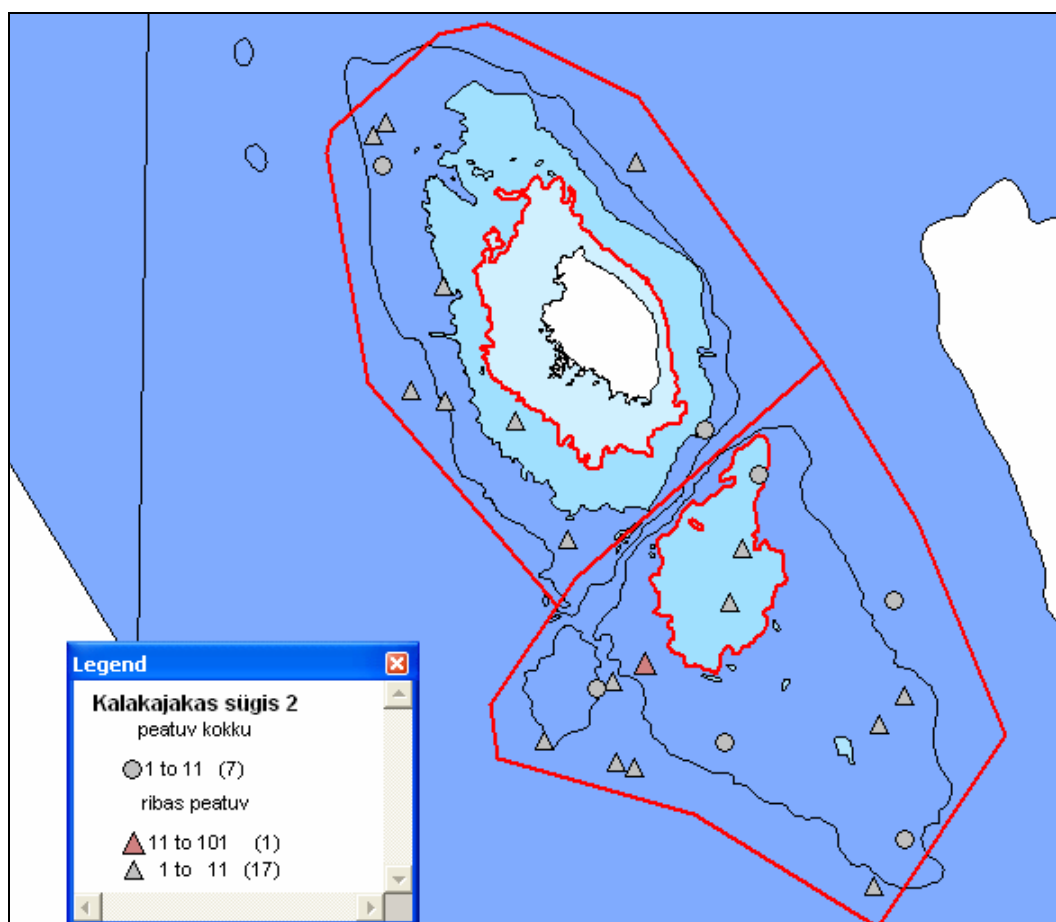 Legend
Kalakajakas sügis 2
peatuv kokku
1 to 11 (7)
ribas peatuv
11 to 101 (1)
1 to 11 (17)